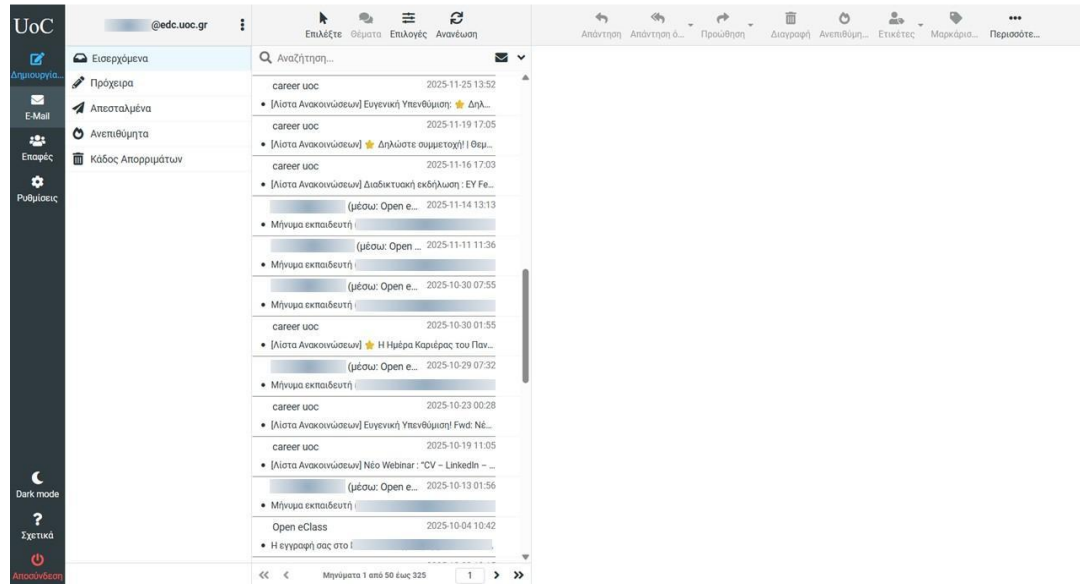 UoC
@edc.uoc.gr
Επιλέξτε Θέματα Επιλογές Ανανέωση
Απάντηση Απάντηση ό... Προώθηση Διαγραφή Ανεπιθύμη... Ετικέτες Μαρκάρισ... Περισσότε...
Δημιουργία...
E-Mail
Επαφές
Ρυθμίσεις
Dark mode
Σχετικά
Αποσύνδεση
Εισερχόμενα
Πρόχειρα
Απεσταλμένα
Ανεπιθύμητα
Κάδος Απορριμάτων
Αναζήτηση...
career uoc 2025-11-25 13:52
• [Λίστα Ανακοινώσεων] Ευγενική Υπενθύμιση: ⭐ Δηλ...
career uoc 2025-11-19 17:05
• [Λίστα Ανακοινώσεων] ⭐ Δηλώστε συμμετοχή! | Θεμ...
career uoc 2025-11-16 17:03
• [Λίστα Ανακοινώσεων] Διαδικτυακή εκδήλωση : EY Fe...
(μέσω: Open e... 2025-11-14 13:13
• Μήνυμα εκπαιδευτή (
(μέσω: Open ... 2025-11-11 11:36
• Μήνυμα εκπαιδευτή
(μέσω: Open e... 2025-10-30 07:55
• Μήνυμα εκπαιδευτή
career uoc 2025-10-30 01:55
• [Λίστα Ανακοινώσεων] ⭐ Η Ημέρα Καριέρας του Παν...
(μέσω: Open e... 2025-10-29 07:32
• Μήνυμα εκπαιδευτή
career uoc 2025-10-23 00:28
• [Λίστα Ανακοινώσεων] Ευγενική Υπενθύμιση! Fwd: Νέ...
career uoc 2025-10-19 11:05
• [Λίστα Ανακοινώσεων] Νέο Webinar : “CV – LinkedIn – ...
(μέσω: Open e... 2025-10-13 01:56
• Μήνυμα εκπαιδευτή
Open eClass 2025-10-04 10:42
• Η εγγραφή σας στο
Μηνύματα 1 από 50 έως 325 1